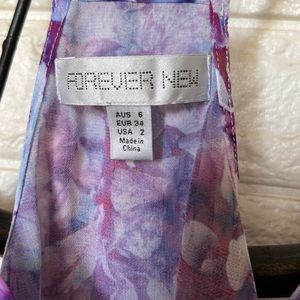 FOREVER NEW
AUS 6
EUR 34
USA 2
Made in
China